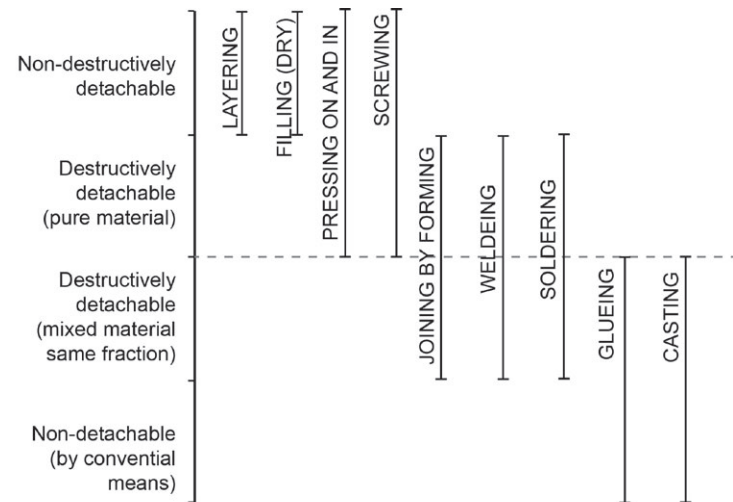 Non-destructively
detachable
Destructively
detachable
(pure material)
Destructively
detachable
(mixed material
same fraction)
Non-detachable
(by convential
means)
LAYERING
FILLING (DRY)
PRESSING ON AND IN
SCREWING
JOINING BY FORMING
WELDEING
SOLDERING
GLUEING
CASTING